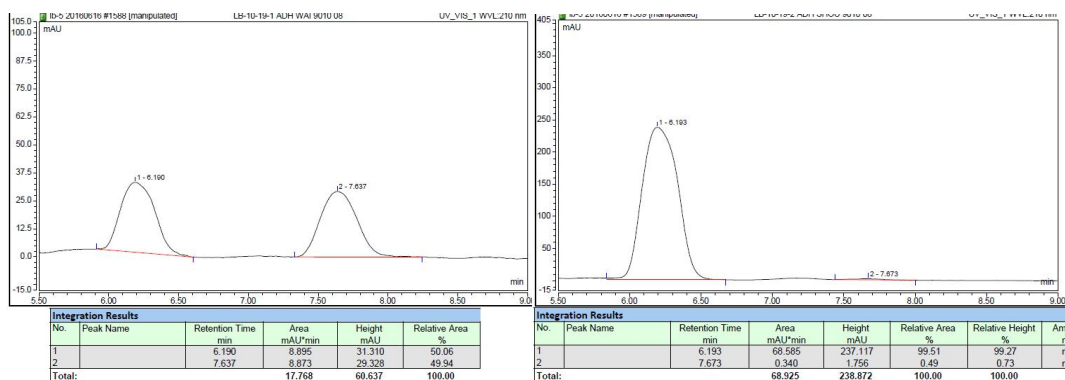 lb-5 20160616 #1588 [manipulated] LB-10-19-1 ADH WAI 9010 08 UV_VIS_1 WVL:210 nm
mAU
105.0
100.0
87.5
75.0
62.5
50.0
37.5
25.0
12.5
0.0
-15.0
1 - 6.190
2 - 7.637
min
5.50 6.00 6.50 7.00 7.50 8.00 8.50 9.00
Integration Results
No. Peak Name Retention Time Area Height Relative Area
min mAU*min mAU %
1 6.190 8.895 31.310 50.06
2 7.637 8.873 29.328 49.94
Total: 17.768 60.637 100.00
[manipulated] UV_VIS_1 WVL:210 nm
mAU
405
350
300
250
200
150
100
50
-15
1 - 6.193
2 - 7.673
min
5.50 6.00 6.50 7.00 7.50 8.00 8.50 9.00
Integration Results
No. Peak Name Retention Time Area Height Relative Area Relative Height
min mAU*min mAU % %
1 6.193 68.585 237.117 99.51 99.27
2 7.673 0.340 1.756 0.49 0.73
Total: 68.925 238.872 100.00 100.00